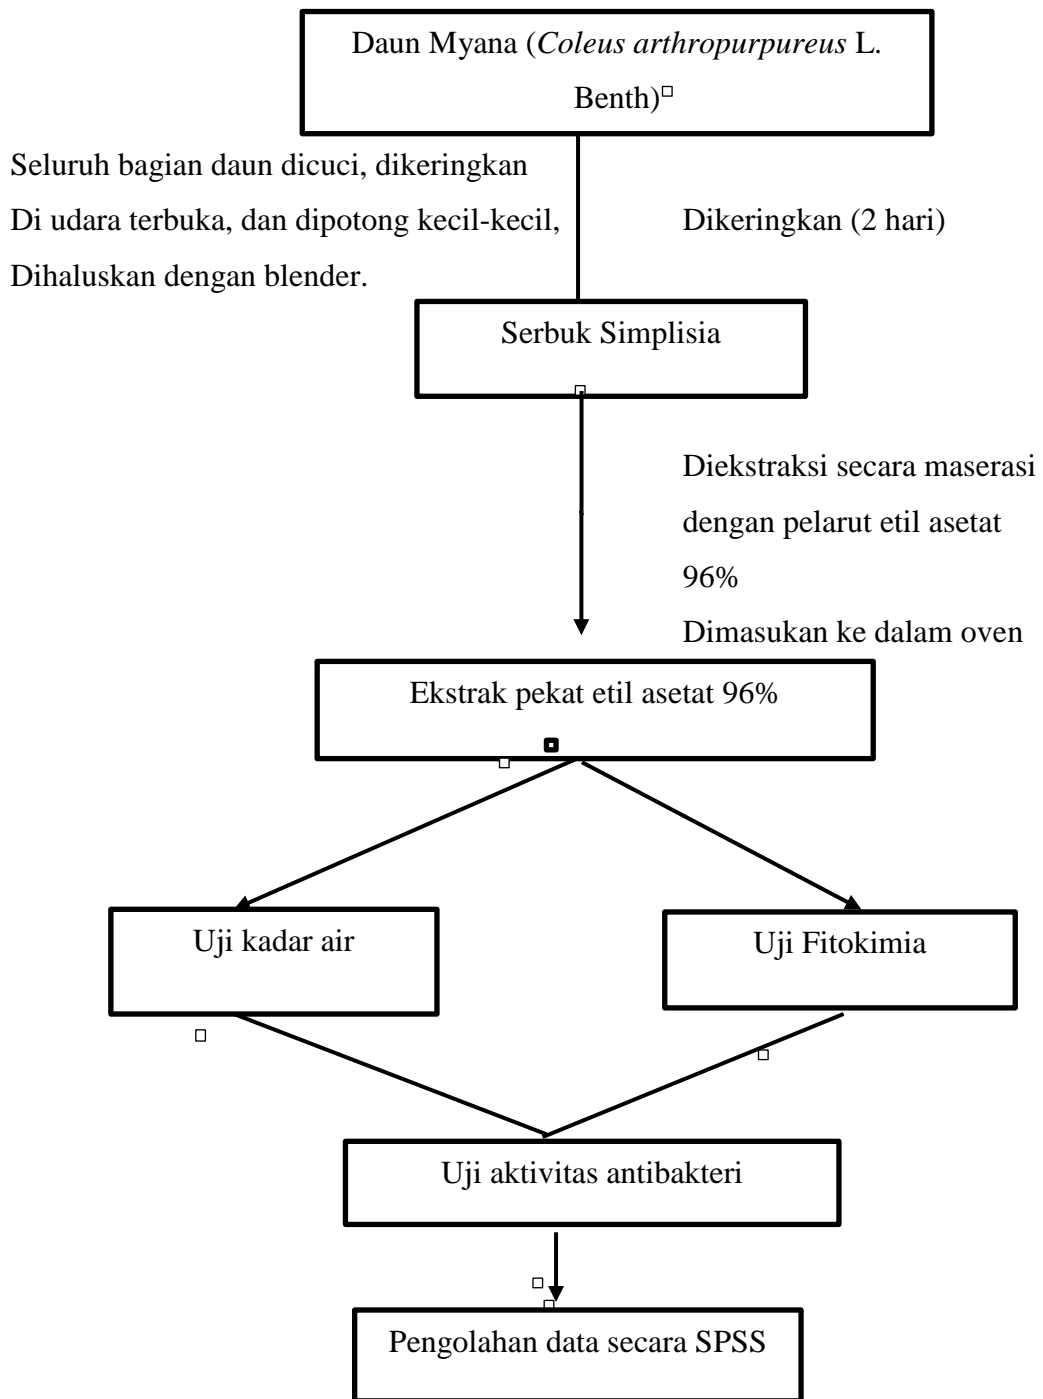 Daun Myana (Coleus arthropurpureus L.
Benth)
Seluruh bagian daun dicuci, dikeringkan
Di udara terbuka, dan dipotong kecil-kecil,
Dihaluskan dengan blender.
Dikeringkan (2 hari)
Serbuk Simplisia
Diekstraksi secara maserasi
dengan pelarut etil asetat
96%
Dimasukan ke dalam oven
Ekstrak pekat etil asetat 96%
Uji kadar air
Uji Fitokimia
Uji aktivitas antibakteri
Pengolahan data secara SPSS